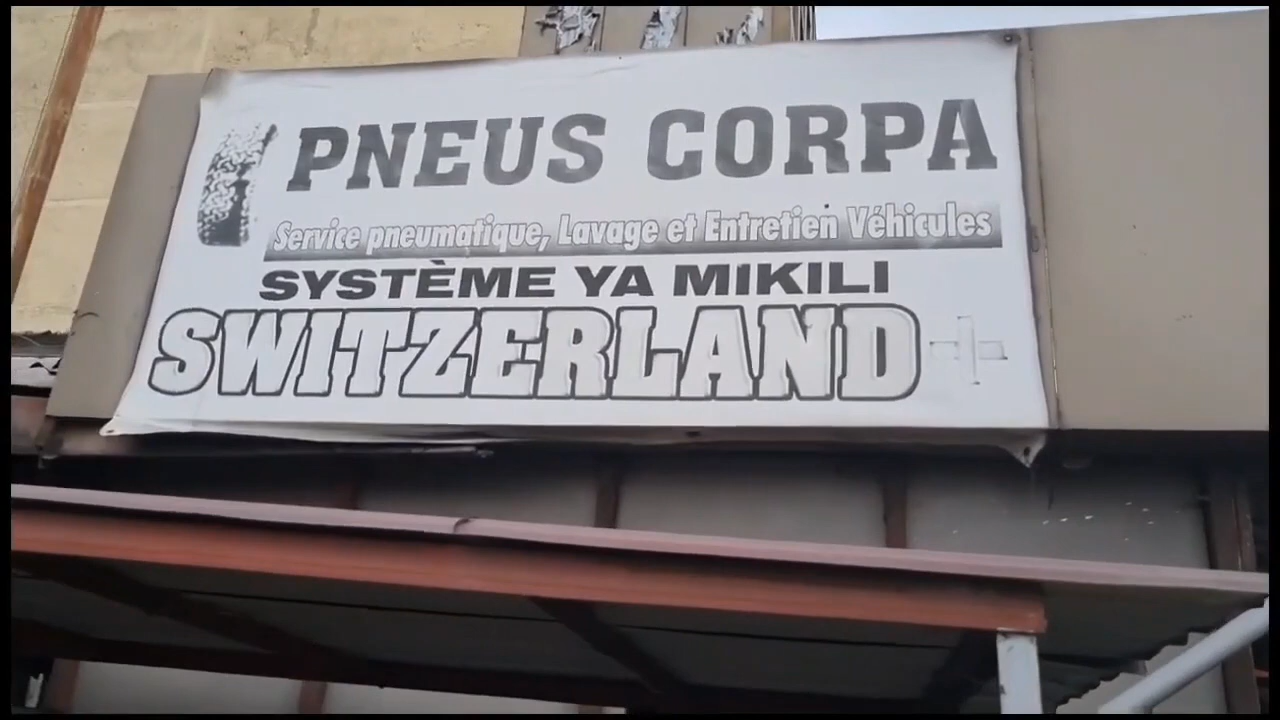 PNEUS CORPA
Service pneumatique, Lavage et Entretien Véhicules
SYSTÈME YA MIKILI
SWITZERLAND